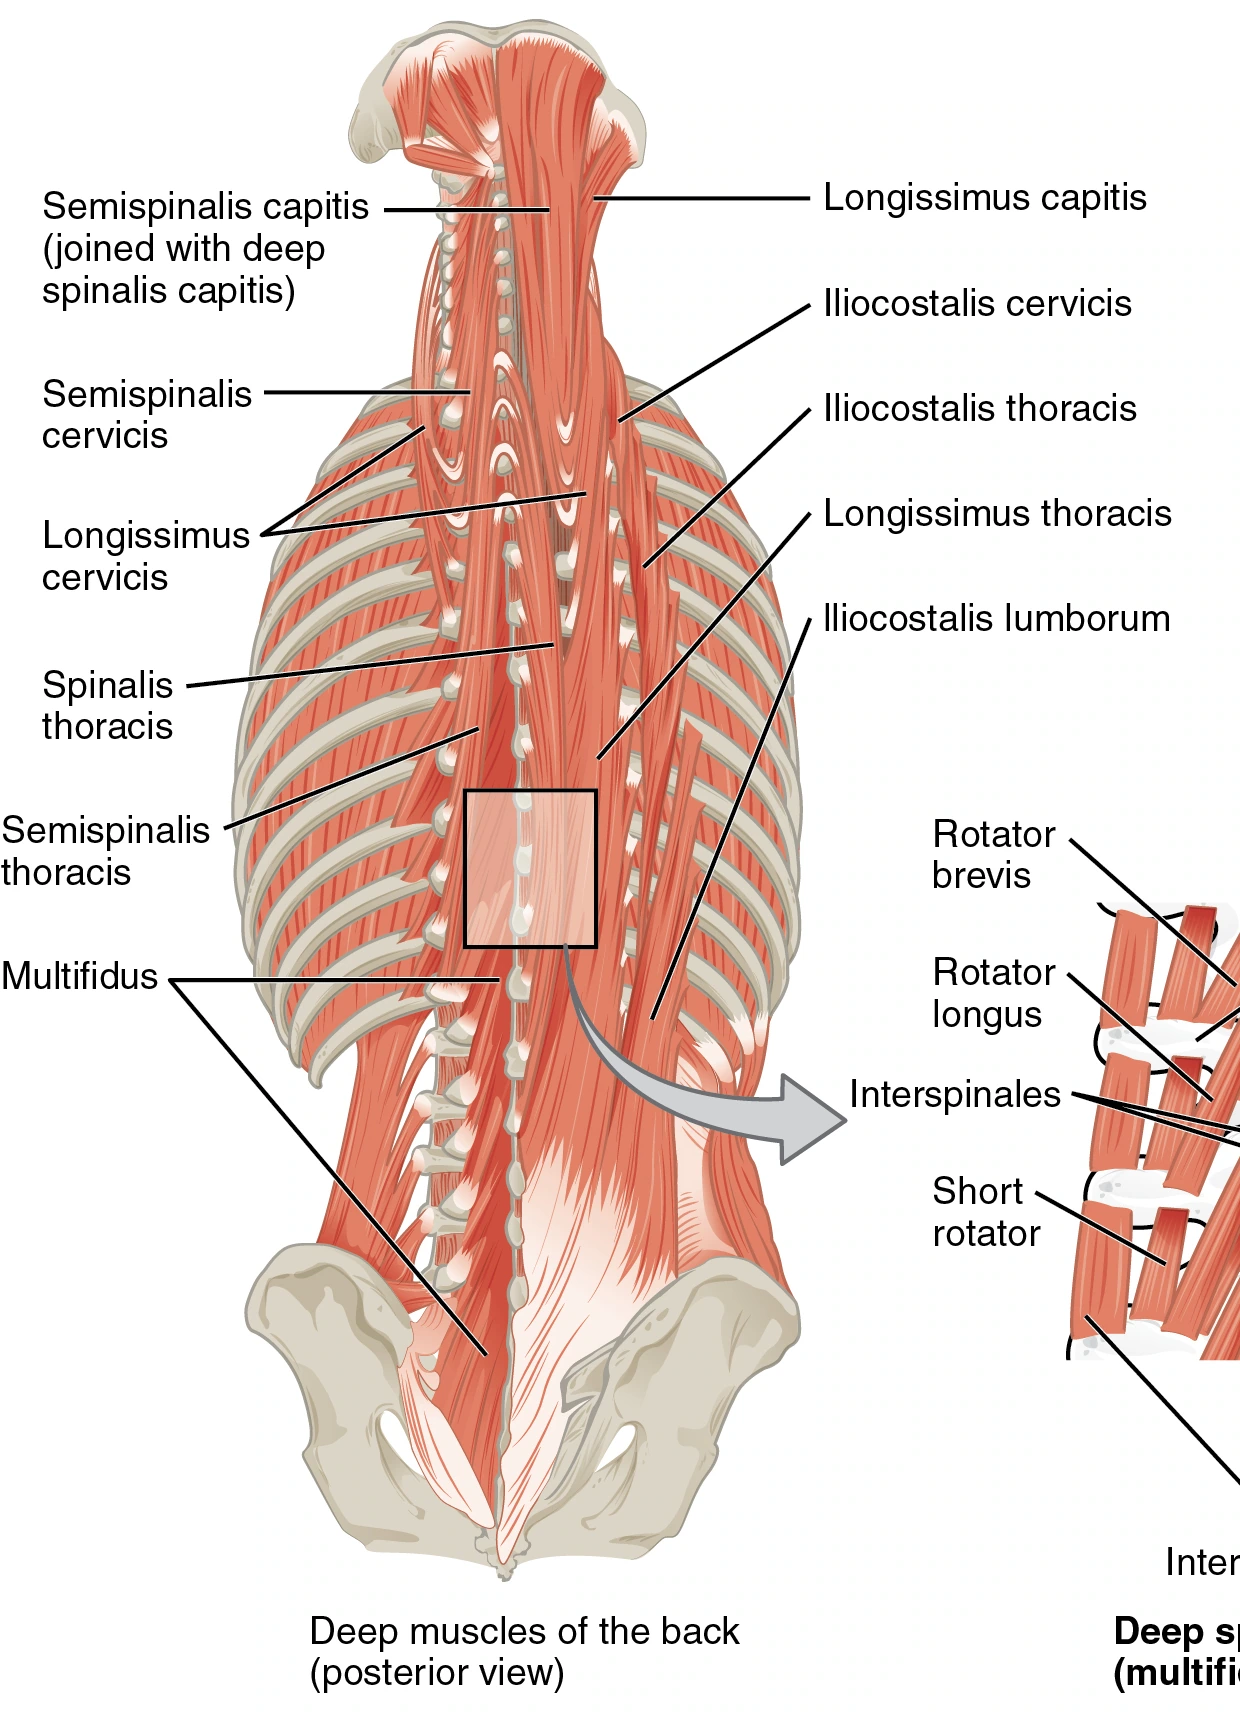 Semispinalis capitis
(joined with deep
spinalis capitis)
Semispinalis
cervicis
Longissimus
cervicis
Spinalis
thoracis
Semispinalis
thoracis
Multifidus
Longissimus capitis
Iliocostalis cervicis
Iliocostalis thoracis
Longissimus thoracis
Iliocostalis lumborum
Rotator
brevis
Rotator
longus
Interspinales
Short
rotator
Inter
Deep muscles of the back
(posterior view)
Deep